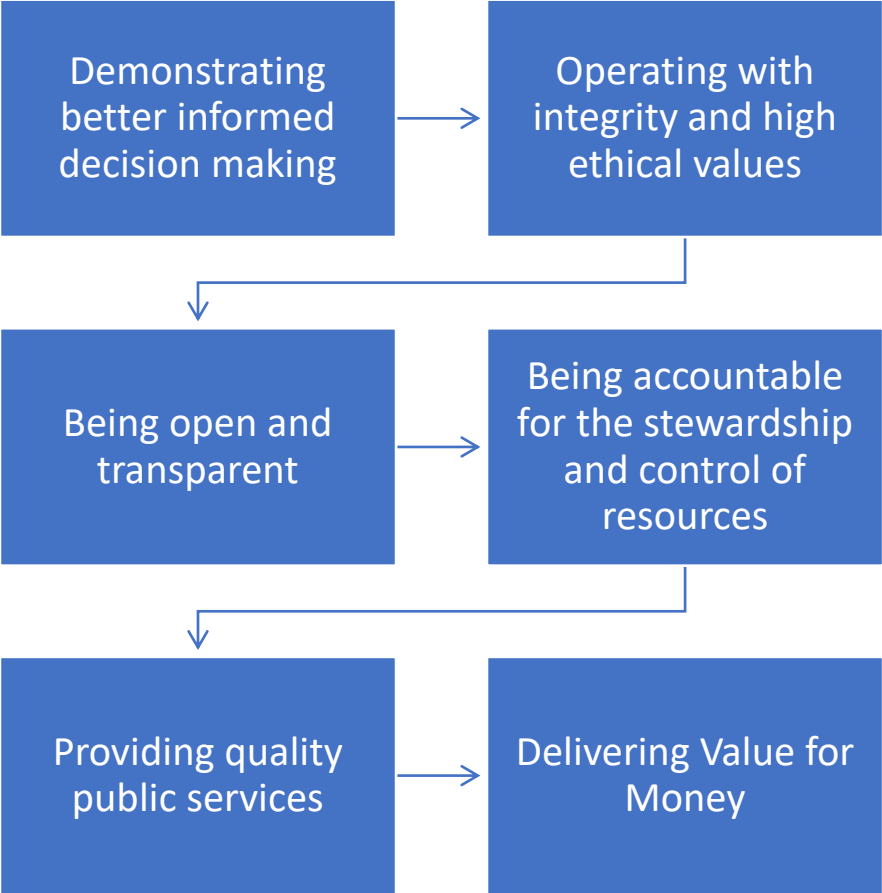 Demonstrating
better informed
decision making
Operating with
integrity and high
ethical values
Being open and
transparent
Being accountable
for the stewardship
and control of
resources
Providing quality
public services
Delivering Value for
Money